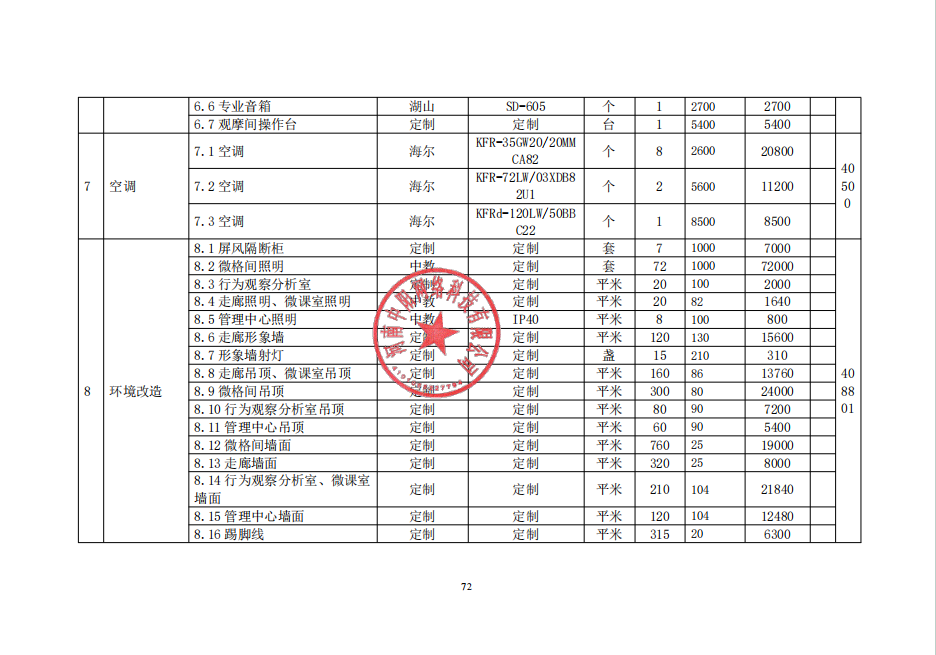 6.6 专业音箱 湖山 SD-605 个 1 2700 2700
6.7 观摩间操作台 定制 定制 台 1 5400 5400
7 空调 7.1 空调 海尔 KFR-35GW20/20MM 个 8 2600 20800 40
CA82
7.2 空调 海尔 KFR-72LW/03XDB8 个 2 5600 11200 50
2U1
7.3 空调 海尔 KFRd-120LW/50BB 个 1 8500 8500 0
C22
8 环境改造 8.1 屏风隔断柜 定制 定制 套 7 1000 7000
8.2 微格间照明 中教 定制 套 72 1000 72000
8.3 行为观察分析室 定制 定制 平米 20 100 2000
8.4 走廊照明、微课室照明 中教 定制 平米 20 82 1640
8.5 管理中心照明 中教 IP40 平米 8 100 800
8.6 走廊形象墙 定制 定制 平米 120 130 15600
8.7 形象墙射灯 定制 定制 盏 15 210 310
8.8 走廊吊顶、微课室吊顶 定制 定制 平米 160 86 13760 40
8.9 微格间吊顶 定制 定制 平米 300 80 24000 88
8.10 行为观察分析室吊顶 定制 定制 平米 80 90 7200 01
8.11 管理中心吊顶 定制 定制 平米 60 90 5400
8.12 微格间墙面 定制 定制 平米 760 25 19000
8.13 走廊墙面 定制 定制 平米 320 25 8000
8.14 行为观察分析室、微课室 定制 定制 平米 210 104 21840
墙面
8.15 管理中心墙面 定制 定制 平米 120 104 12480
8.16 踢脚线 定制 定制 平米 315 20 6300
72